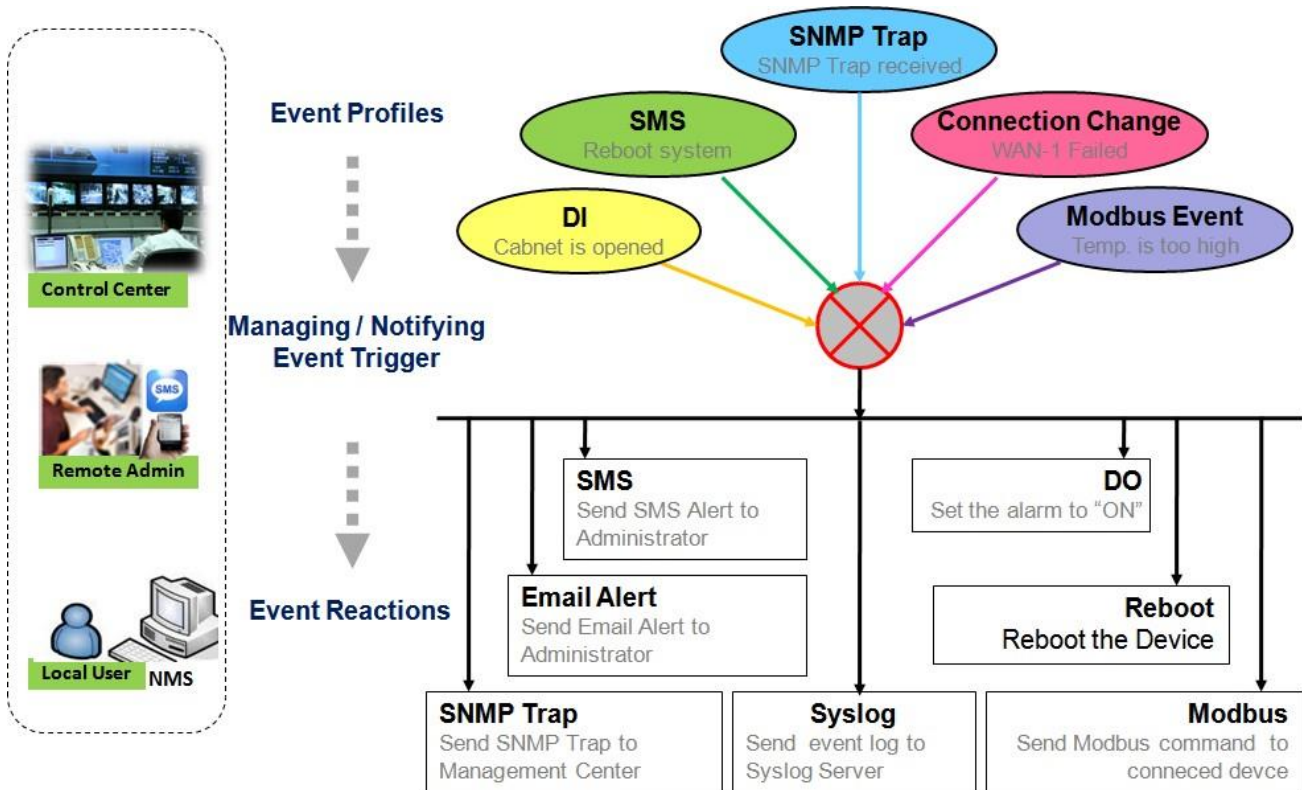 SNMP Trap
SNMP Trap received
Event Profiles
SMS
Reboot system
Connection Change
WAN-1 Failed
DI
Cabnet is opened
Modbus Event
Temp. is too high
Control Center
Managing / Notifying
Event Trigger
SMS
Remote Admin
SMS
Send SMS Alert to
Administrator
DO
Set the alarm to “ON”
Event Reactions
Email Alert
Send Email Alert to
Administrator
Reboot
Reboot the Device
Local User
NMS
SNMP Trap
Send SNMP Trap to
Management Center
Syslog
Send event log to
Syslog Server
Modbus
Send Modbus command to
conneced devce